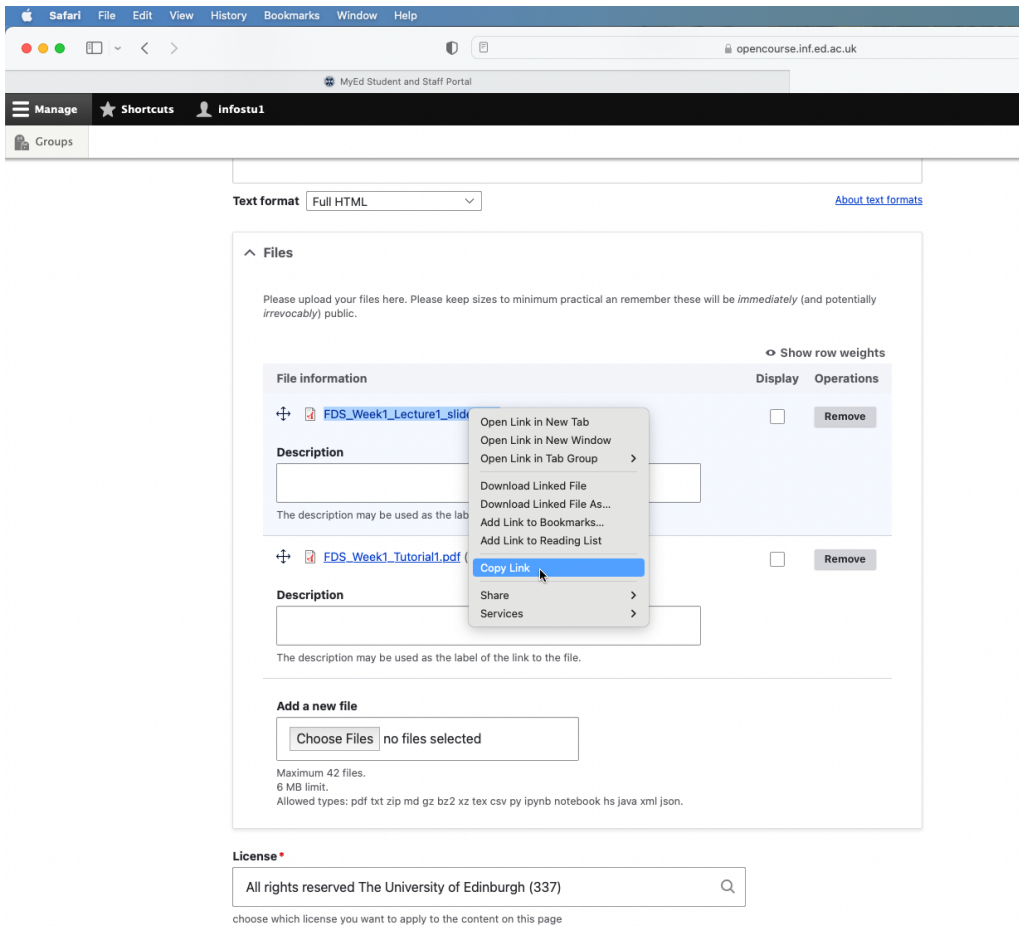 Safari File Edit View History Bookmarks Window Help
opencourse.inf.ed.ac.uk
MyEd Student and Staff Portal
Manage Shortcuts infostu1
Groups
Text format Full HTML About text formats
Files
Please upload your files here. Please keep sizes to minimum practical an remember these will be immediately (and potentially
irrevocably) public.
Show row weights
File information Display Operations
FDS_Week1_Lecture1_slide
Remove
Description
The description may be used as the lab
FDS_Week1_Tutorial1.pdf (
Remove
Description
The description may be used as the label of the link to the file.
Open Link in New Tab
Open Link in New Window
Open Link in Tab Group
Download Linked File
Download Linked File As...
Add Link to Bookmarks...
Add Link to Reading List
Copy Link
Share
Services
Add a new file
Choose Files no files selected
Maximum 42 files.
6 MB limit.
Allowed types: pdf txt zip md gz bz2 xz tex csv py ipynb notebook hs java xml json.
License*
All rights reserved The University of Edinburgh (337)
choose which license you want to apply to the content on this page